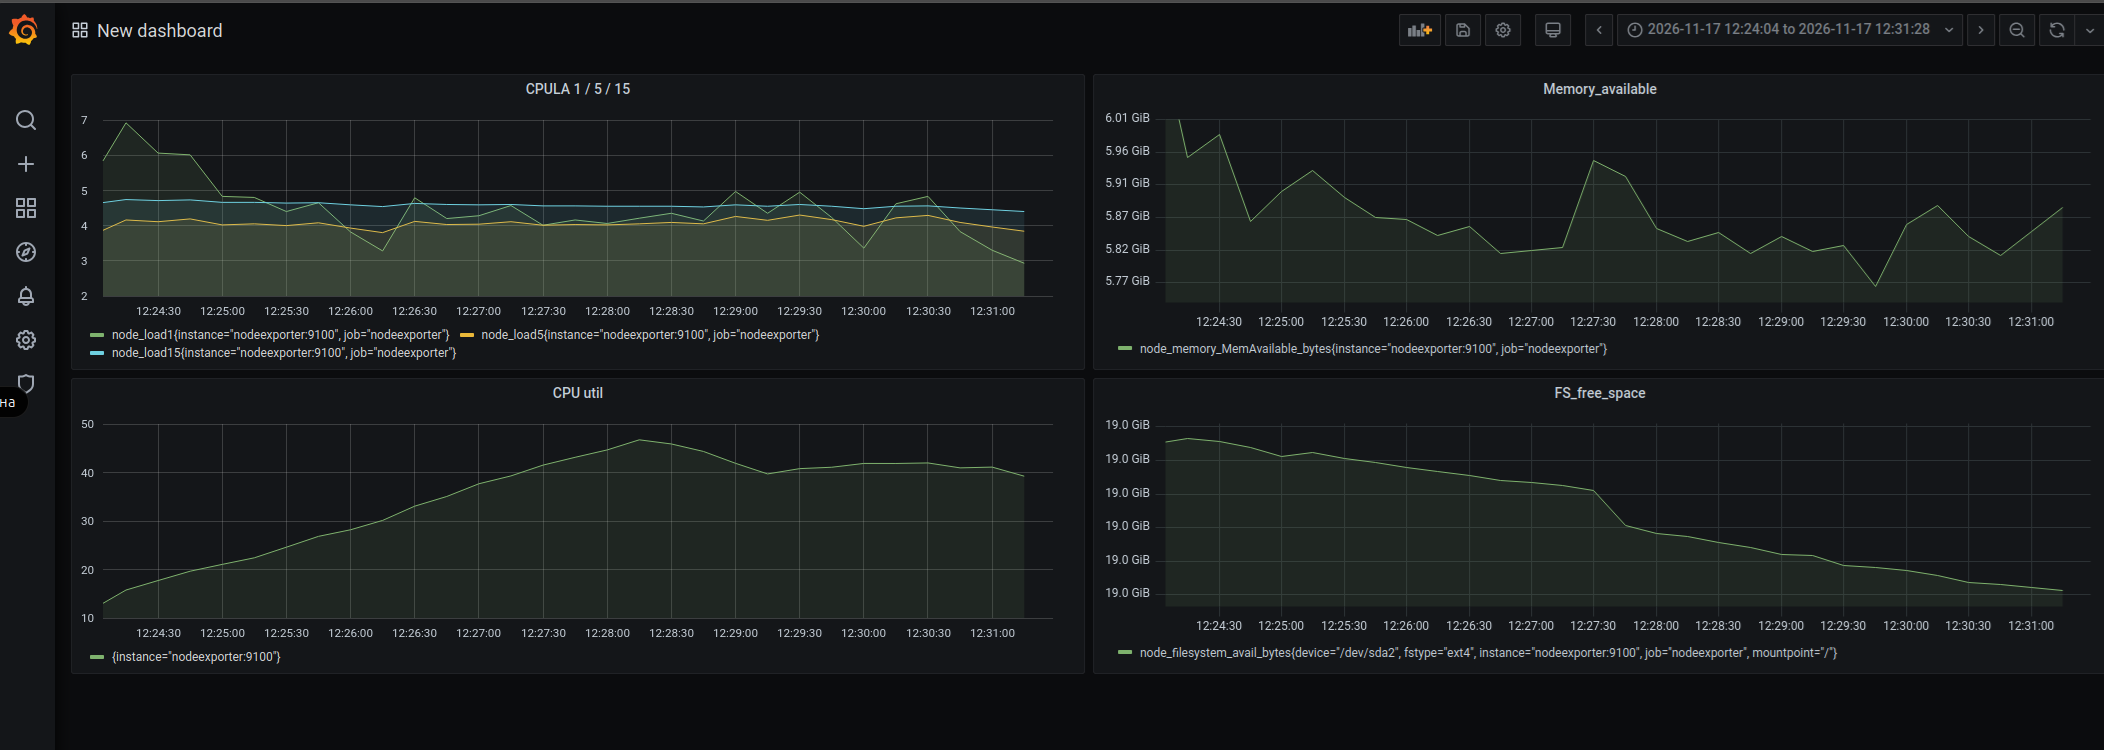 New dashboard
2026-11-17 12:24:04 to 2026-11-17 12:31:28
на
CPULA 1 / 5 / 15
7
6
5
4
3
2
12:24:30 12:25:00 12:25:30 12:26:00 12:26:30 12:27:00 12:27:30 12:28:00 12:28:30 12:29:00 12:29:30 12:30:00 12:30:30 12:31:00
node_load1{instance="nodeexporter:9100", job="nodeexporter"} node_load5{instance="nodeexporter:9100", job="nodeexporter"}
node_load15{instance="nodeexporter:9100", job="nodeexporter"}
Memory_available
6.01 GiB
5.96 GiB
5.91 GiB
5.87 GiB
5.82 GiB
5.77 GiB
12:24:30 12:25:00 12:25:30 12:26:00 12:26:30 12:27:00 12:27:30 12:28:00 12:28:30 12:29:00 12:29:30 12:30:00 12:30:30 12:31:00
node_memory_MemAvailable_bytes{instance="nodeexporter:9100", job="nodeexporter"}
CPU util
50
40
30
20
10
12:24:30 12:25:00 12:25:30 12:26:00 12:26:30 12:27:00 12:27:30 12:28:00 12:28:30 12:29:00 12:29:30 12:30:00 12:30:30 12:31:00
{instance="nodeexporter:9100"}
FS_free_space
19.0 GiB
19.0 GiB
19.0 GiB
19.0 GiB
19.0 GiB
19.0 GiB
12:24:30 12:25:00 12:25:30 12:26:00 12:26:30 12:27:00 12:27:30 12:28:00 12:28:30 12:29:00 12:29:30 12:30:00 12:30:30 12:31:00
node_filesystem_avail_bytes{device="/dev/sda2", fstype="ext4", instance="nodeexporter:9100", job="nodeexporter", mountpoint="/"}